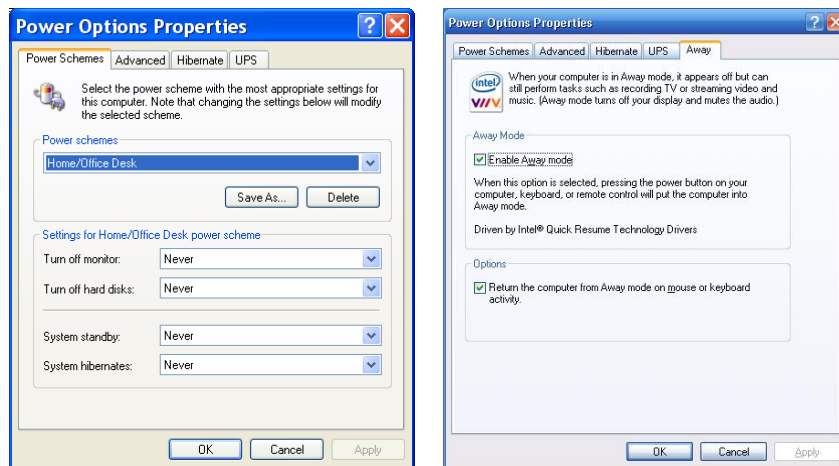 Power Options Properties
Power Schemes Advanced Hibernate UPS
Select the power scheme with the most appropriate settings for
this computer. Note that changing the settings below will modify
the selected scheme.
Power schemes
Home/Office Desk
Save As... Delete
Settings for Home/Office Desk power scheme
Turn off monitor: Never
Turn off hard disks: Never
System standby: Never
System hibernates: Never
OK Cancel Apply
Power Options Properties
Power Schemes Advanced Hibernate UPS Away
intel
VIIV
When your computer is in Away mode, it appears off but can
still perform tasks such as recording TV or streaming video and
music. (Away mode turns off your display and mutes the audio.)
Away Mode
Enable Away mode
When this option is selected, pressing the power button on your
computer, keyboard, or remote control will put the computer into
Away mode.
Driven by Intel® Quick Resume Technology Drivers
Options
Return the computer from Away mode on mouse or keyboard
activity.
OK Cancel Apply